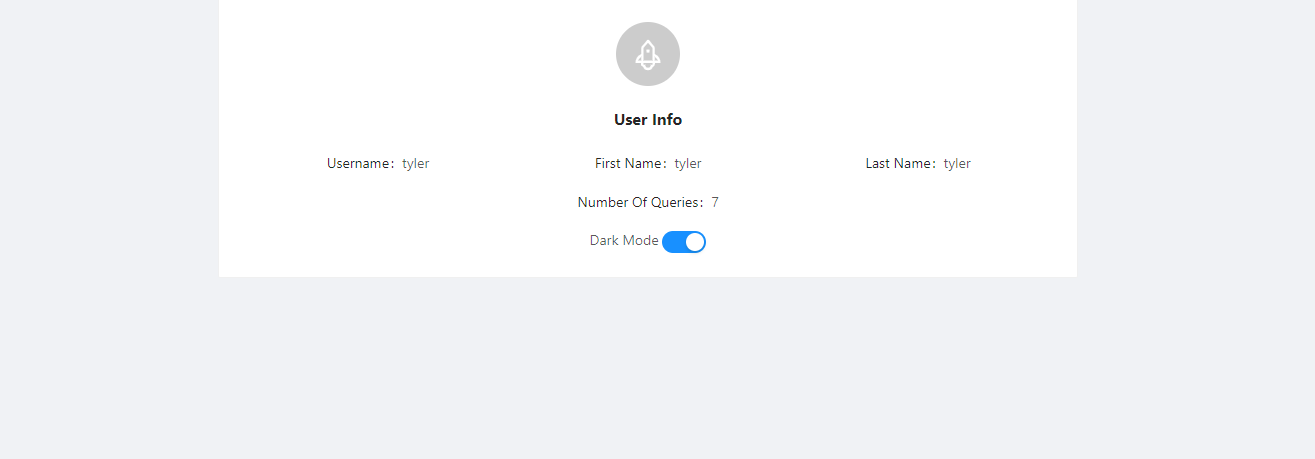 User Info
Username: tyler First Name: tyler Last Name: tyler
Number Of Queries: 7
Dark Mode